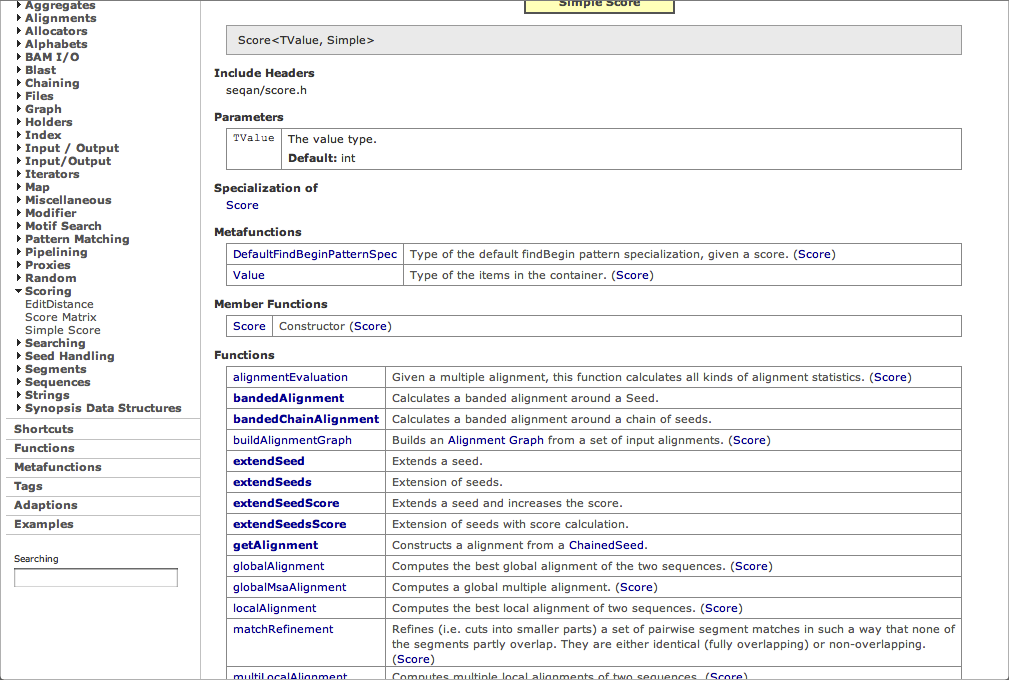 Aggregates
Alignments
Allocators
Alphabets
BAM I/O
Blast
Chaining
Files
Graph
Holders
Index
Input / Output
Input/Output
Iterators
Map
Miscellaneous
Modifier
Motif Search
Pattern Matching
Pipelining
Proxies
Random
Scoring
EditDistance
Score Matrix
Simple Score
Searching
Seed Handling
Segments
Sequences
Strings
Synopsis Data Structures
Shortcuts
Functions
Metafunctions
Tags
Adaptions
Examples
Searching
Simple Score
Score<TValue, Simple>
Include Headers
seqan/score.h
Parameters
TValue The value type.
Default: int
Specialization of
Score
Metafunctions
DefaultFindBeginPatternSpec Type of the default findBegin pattern specialization, given a score. (Score)
Value Type of the items in the container. (Score)
Member Functions
Score Constructor (Score)
Functions
alignmentEvaluation Given a multiple alignment, this function calculates all kinds of alignment statistics. (Score)
bandedAlignment Calculates a banded alignment around a Seed.
bandedChainAlignment Calculates a banded alignment around a chain of seeds.
buildAlignmentGraph Builds an Alignment Graph from a set of input alignments. (Score)
extendSeed Extends a seed.
extendSeeds Extension of seeds.
extendSeedScore Extends a seed and increases the score.
extendSeedsScore Extension of seeds with score calculation.
getAlignment Constructs a alignment from a ChainedSeed.
globalAlignment Computes the best global alignment of the two sequences. (Score)
globalMsaAlignment Computes a global multiple alignment. (Score)
localAlignment Computes the best local alignment of two sequences. (Score)
matchRefinement Refines (i.e. cuts into smaller parts) a set of pairwise segment matches in such a way that none of
the segments partly overlap. They are either identical (fully overlapping) or non-overlapping.
(Score)
multiLocalAlignment Computes multiple local alignments of two sequences. (Score)